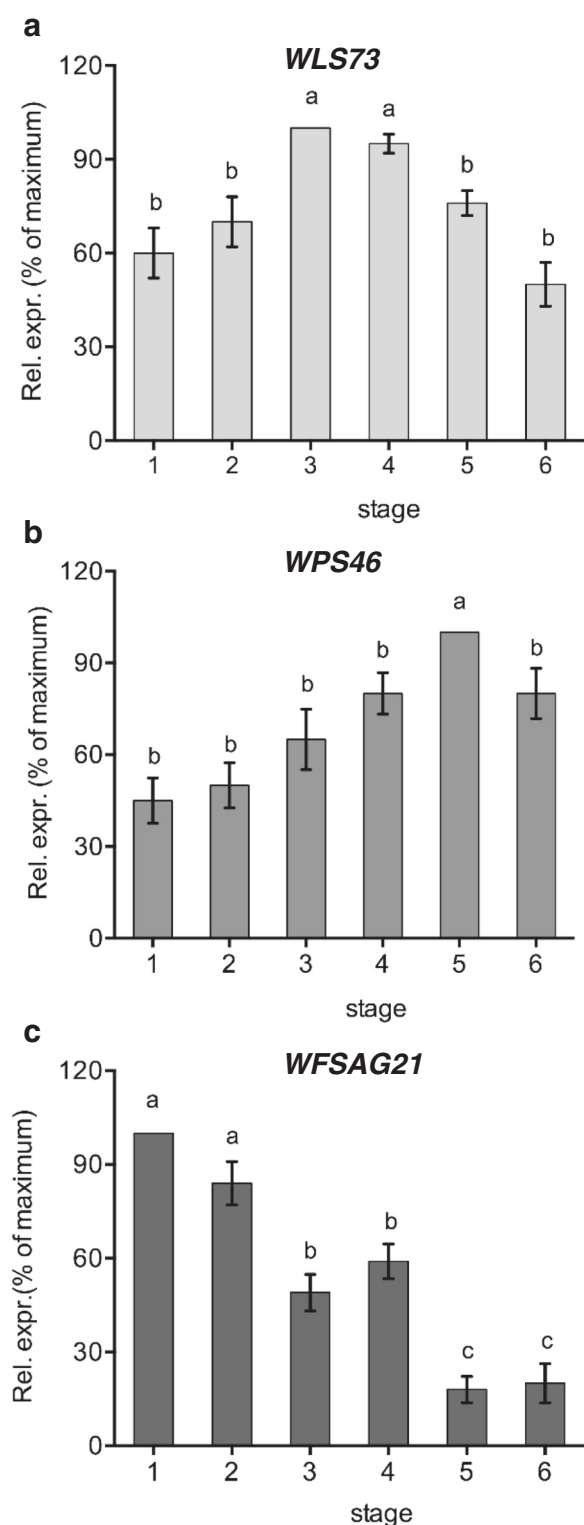 a
WLS73
Rel. expr. (% of maximum)
120
90
60
30
0
b b a a b b
1 2 3 4 5 6
stage
b
WPS46
Rel. expr. (% of maximum)
120
90
60
30
0
b b b b a b
1 2 3 4 5 6
stage
c
WFSAG21
Rel. expr.(% of maximum)
120
90
60
30
0
a a b b c c
1 2 3 4 5 6
stage